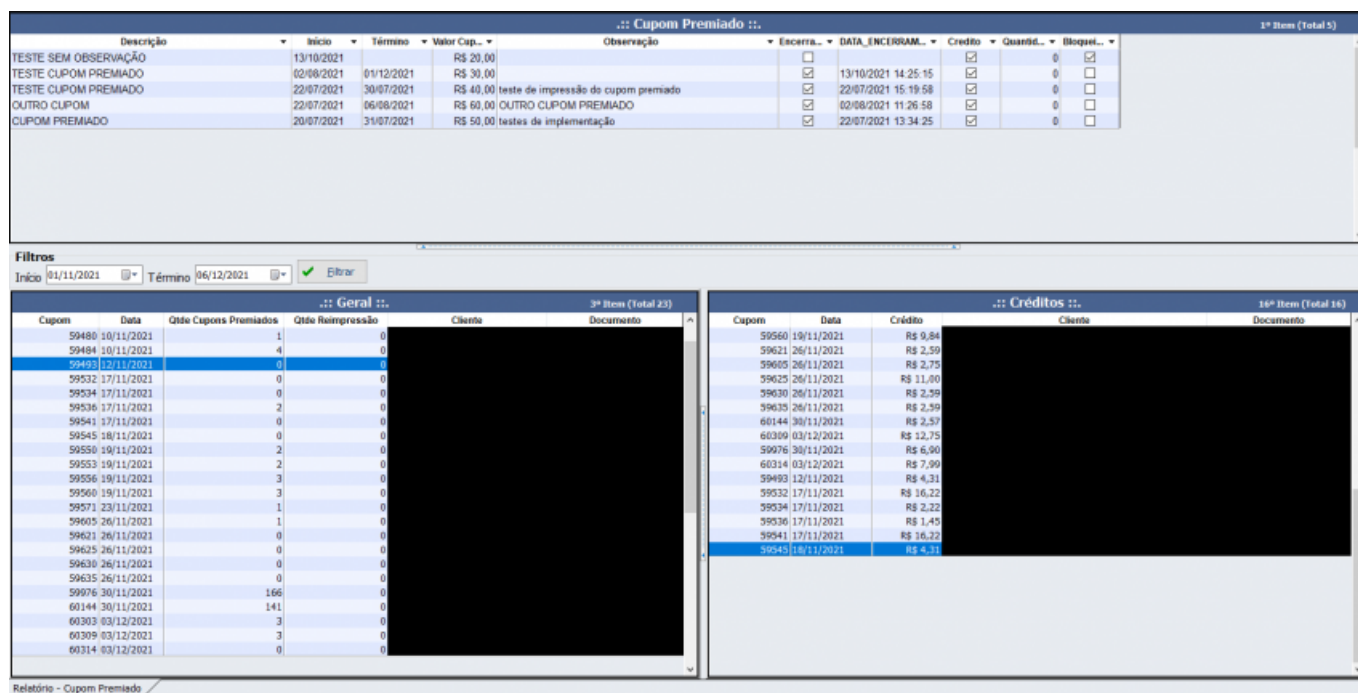 .:: Cupom Premiado ::. 1º Item (Total 5)
Descrição Início Término Valor Cup... Observação Encerra... DATA_ENCERRAM... Credito Quantid... Bloquei...
TESTE SEM OBSERVAÇÃO 13/10/2021 R$ 20,00 0
TESTE CUPOM PREMIADO 02/08/2021 01/12/2021 R$ 30,00 13/10/2021 14:25:15 0
TESTE CUPOM PREMIADO 22/07/2021 30/07/2021 R$ 40,00 teste de impressão do cupom premiado 22/07/2021 15:19:58 0
OUTRO CUPOM 22/07/2021 06/08/2021 R$ 60,00 OUTRO CUPOM PREMIADO 02/08/2021 11:26:58 0
CUPOM PREMIADO 20/07/2021 31/07/2021 R$ 50,00 testes de implementação 22/07/2021 13:34:25 0
Filtros
Início 01/11/2021 Término 06/12/2021 Filtrar
.:: Geral ::. 3º Item (Total 23)
Cupom Data Qtde Cupons Premiados Qtde Reimpressão Cliente Documento
59480 10/11/2021 1 0
59484 10/11/2021 4 0
59493 12/11/2021 0 0
59532 17/11/2021 0 0
59534 17/11/2021 0 0
59536 17/11/2021 2 0
59541 17/11/2021 0 0
59545 18/11/2021 0 0
59550 19/11/2021 2 0
59553 19/11/2021 2 0
59556 19/11/2021 3 0
59560 19/11/2021 3 0
59571 23/11/2021 1 0
59605 26/11/2021 1 0
59621 26/11/2021 0 0
59625 26/11/2021 0 0
59630 26/11/2021 0 0
59635 26/11/2021 0 0
59976 30/11/2021 166 0
60144 30/11/2021 141 0
60303 03/12/2021 3 0
60309 03/12/2021 3 0
60314 03/12/2021 0 0
.:: Créditos ::. 16º Item (Total 16)
Cupom Data Crédito Cliente Documento
59560 19/11/2021 R$ 9,84
59621 26/11/2021 R$ 2,59
59605 26/11/2021 R$ 2,75
59625 26/11/2021 R$ 11,00
59630 26/11/2021 R$ 2,59
59635 26/11/2021 R$ 2,59
60144 30/11/2021 R$ 2,57
60309 03/12/2021 R$ 12,75
59976 30/11/2021 R$ 6,90
60314 03/12/2021 R$ 7,99
59493 12/11/2021 R$ 4,31
59532 17/11/2021 R$ 16,22
59534 17/11/2021 R$ 2,22
59536 17/11/2021 R$ 1,45
59541 17/11/2021 R$ 16,22
59545 18/11/2021 R$ 4,31
Relatório - Cupom Premiado